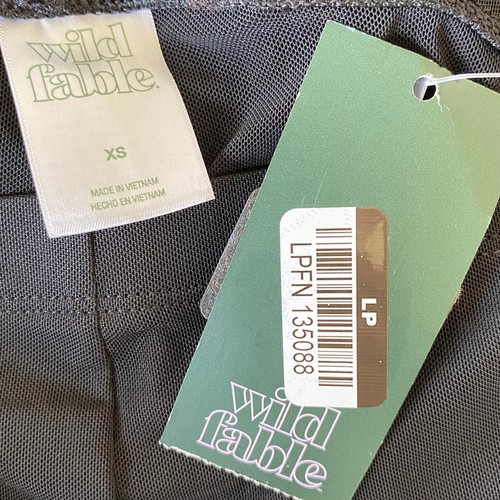 wild
fable.
XS
MADE IN VIETNAM
HECHO EN VIETNAM
LP
LPFN 135088
wild
fable